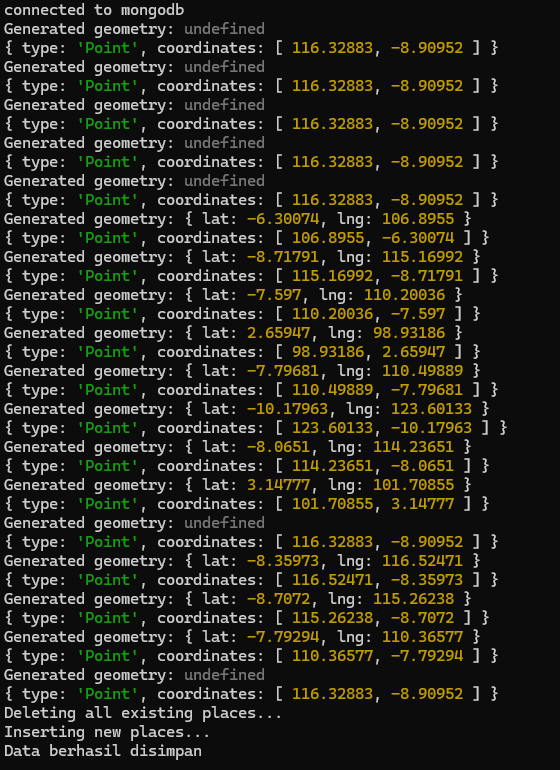 connected to mongodb
Generated geometry: undefined
{ type: 'Point', coordinates: [ 116.32883, -8.90952 ] }
Generated geometry: undefined
{ type: 'Point', coordinates: [ 116.32883, -8.90952 ] }
Generated geometry: undefined
{ type: 'Point', coordinates: [ 116.32883, -8.90952 ] }
Generated geometry: undefined
{ type: 'Point', coordinates: [ 116.32883, -8.90952 ] }
Generated geometry: undefined
{ type: 'Point', coordinates: [ 116.32883, -8.90952 ] }
Generated geometry: { lat: -6.30074, lng: 106.8955 }
{ type: 'Point', coordinates: [ 106.8955, -6.30074 ] }
Generated geometry: { lat: -8.71791, lng: 115.16992 }
{ type: 'Point', coordinates: [ 115.16992, -8.71791 ] }
Generated geometry: { lat: -7.597, lng: 110.20036 }
{ type: 'Point', coordinates: [ 110.20036, -7.597 ] }
Generated geometry: { lat: 2.65947, lng: 98.93186 }
{ type: 'Point', coordinates: [ 98.93186, 2.65947 ] }
Generated geometry: { lat: -7.79681, lng: 110.49889 }
{ type: 'Point', coordinates: [ 110.49889, -7.79681 ] }
Generated geometry: { lat: -10.17963, lng: 123.60133 }
{ type: 'Point', coordinates: [ 123.60133, -10.17963 ] }
Generated geometry: { lat: -8.0651, lng: 114.23651 }
{ type: 'Point', coordinates: [ 114.23651, -8.0651 ] }
Generated geometry: { lat: 3.14777, lng: 101.70855 }
{ type: 'Point', coordinates: [ 101.70855, 3.14777 ] }
Generated geometry: undefined
{ type: 'Point', coordinates: [ 116.32883, -8.90952 ] }
Generated geometry: { lat: -8.35973, lng: 116.52471 }
{ type: 'Point', coordinates: [ 116.52471, -8.35973 ] }
Generated geometry: { lat: -8.7072, lng: 115.26238 }
{ type: 'Point', coordinates: [ 115.26238, -8.7072 ] }
Generated geometry: { lat: -7.79294, lng: 110.36577 }
{ type: 'Point', coordinates: [ 110.36577, -7.79294 ] }
Generated geometry: undefined
{ type: 'Point', coordinates: [ 116.32883, -8.90952 ] }
Deleting all existing places...
Inserting new places...
Data berhasil disimpan